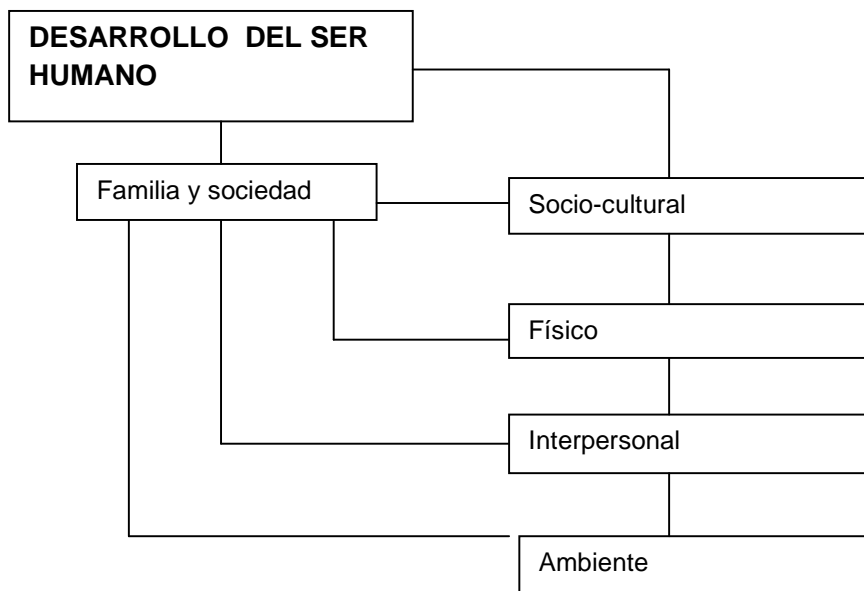 DESARROLLO DEL SER
HUMANO
Familia y sociedad
Socio-cultural
Físico
Interpersonal
Ambiente